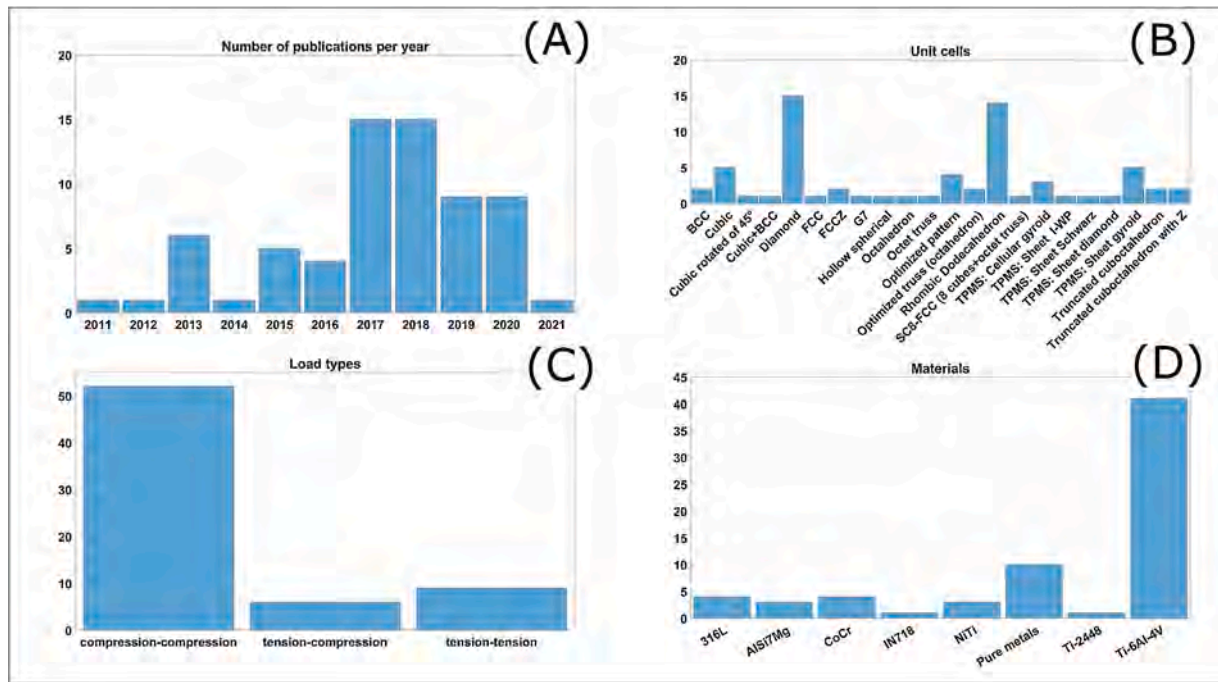 Number of publications per year
(A)
20
15
10
5
0
2011 2012 2013 2014 2015 2016 2017 2018 2019 2020 2021
Unit cells
(B)
20
15
10
5
0
BCC
Cubic
Cubic rotated of 45°
Cubic+BCC
Diamond
FCC
FCCZ
G7
Hollow spherical
Octahedron
Octet truss
Optimized pattern
Optimized truss (octahedron)
Rhombic Dodecahedron
SC8-FCC (8 cubes+octet truss)
TPMS: Cellular gyroid
TPMS: Sheet I-WP
TPMS: Sheet Schwarz
TPMS: Sheet diamond
TPMS: Sheet gyroid
Truncated cuboctahedron
Truncated cuboctahedron with Z
Load types
(C)
50
40
30
20
10
0
compression-compression tension-compression tension-tension
Materials
(D)
45
40
35
30
25
20
15
10
5
0
316L
AlSi7Mg
CoCr
IN718
NiTi
Pure metals
Ti-2448
Ti-6Al-4V